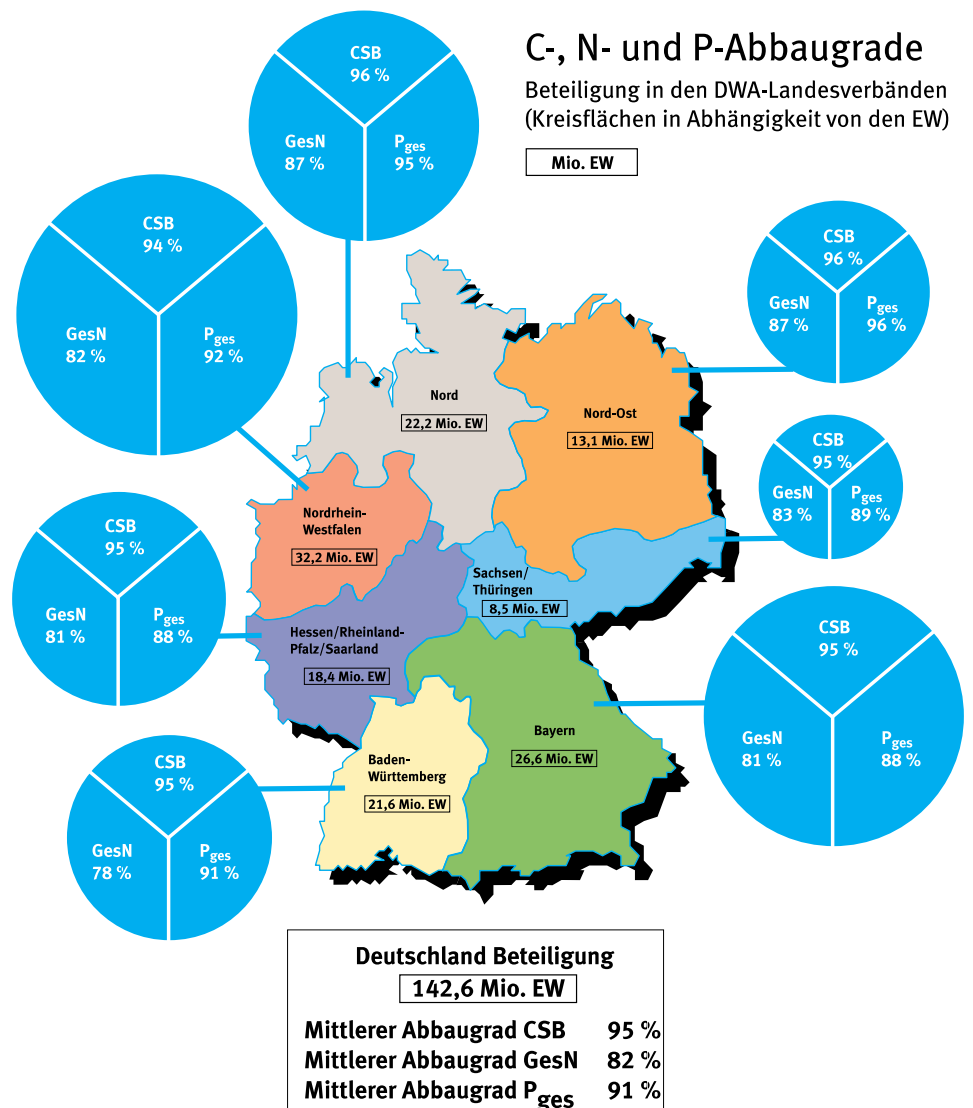 C-, N- und P-Abbaugrade
Beteiligung in den DWA-Landesverbänden
(Kreisflächen in Abhängigkeit von den EW)
Mio. EW
CSB
96 %
GesN
87 %
Pges
95 %
CSB
94 %
GesN
82 %
Pges
92 %
CSB
96 %
GesN
87 %
Pges
96 %
Nord
22,2 Mio. EW
Nord-Ost
13,1 Mio. EW
CSB
95 %
GesN
83 %
Pges
89 %
Nordrhein-
Westfalen
32,2 Mio. EW
CSB
95 %
GesN
81 %
Pges
88 %
Sachsen/
Thüringen
8,5 Mio. EW
Hessen/Rheinland-
Pfalz/Saarland
18,4 Mio. EW
CSB
95 %
GesN
81 %
Pges
88 %
Bayern
26,6 Mio. EW
Baden-
Württemberg
21,6 Mio. EW
CSB
95 %
GesN
78 %
Pges
91 %
Deutschland Beteiligung
142,6 Mio. EW
Mittlerer Abbaugrad CSB 95 %
Mittlerer Abbaugrad GesN 82 %
Mittlerer Abbaugrad Pges 91 %